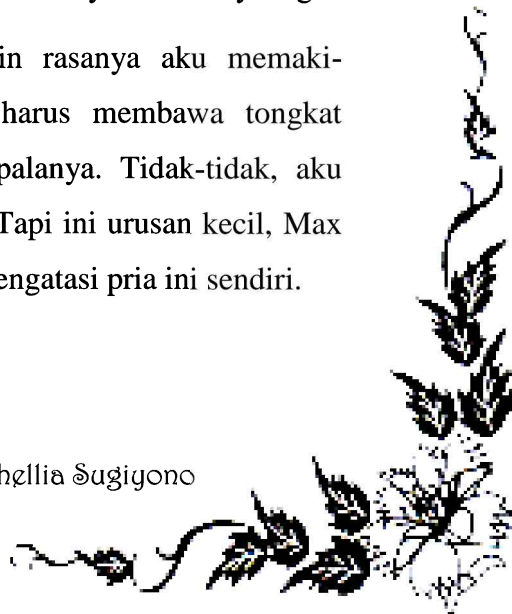 in rasanya aku memaki-
harus membawa tongkat
palanya. Tidak-tidak, aku
Tapi ini urusan kecil, Max
engatasi pria ini sendiri.
hellia Sugiyono